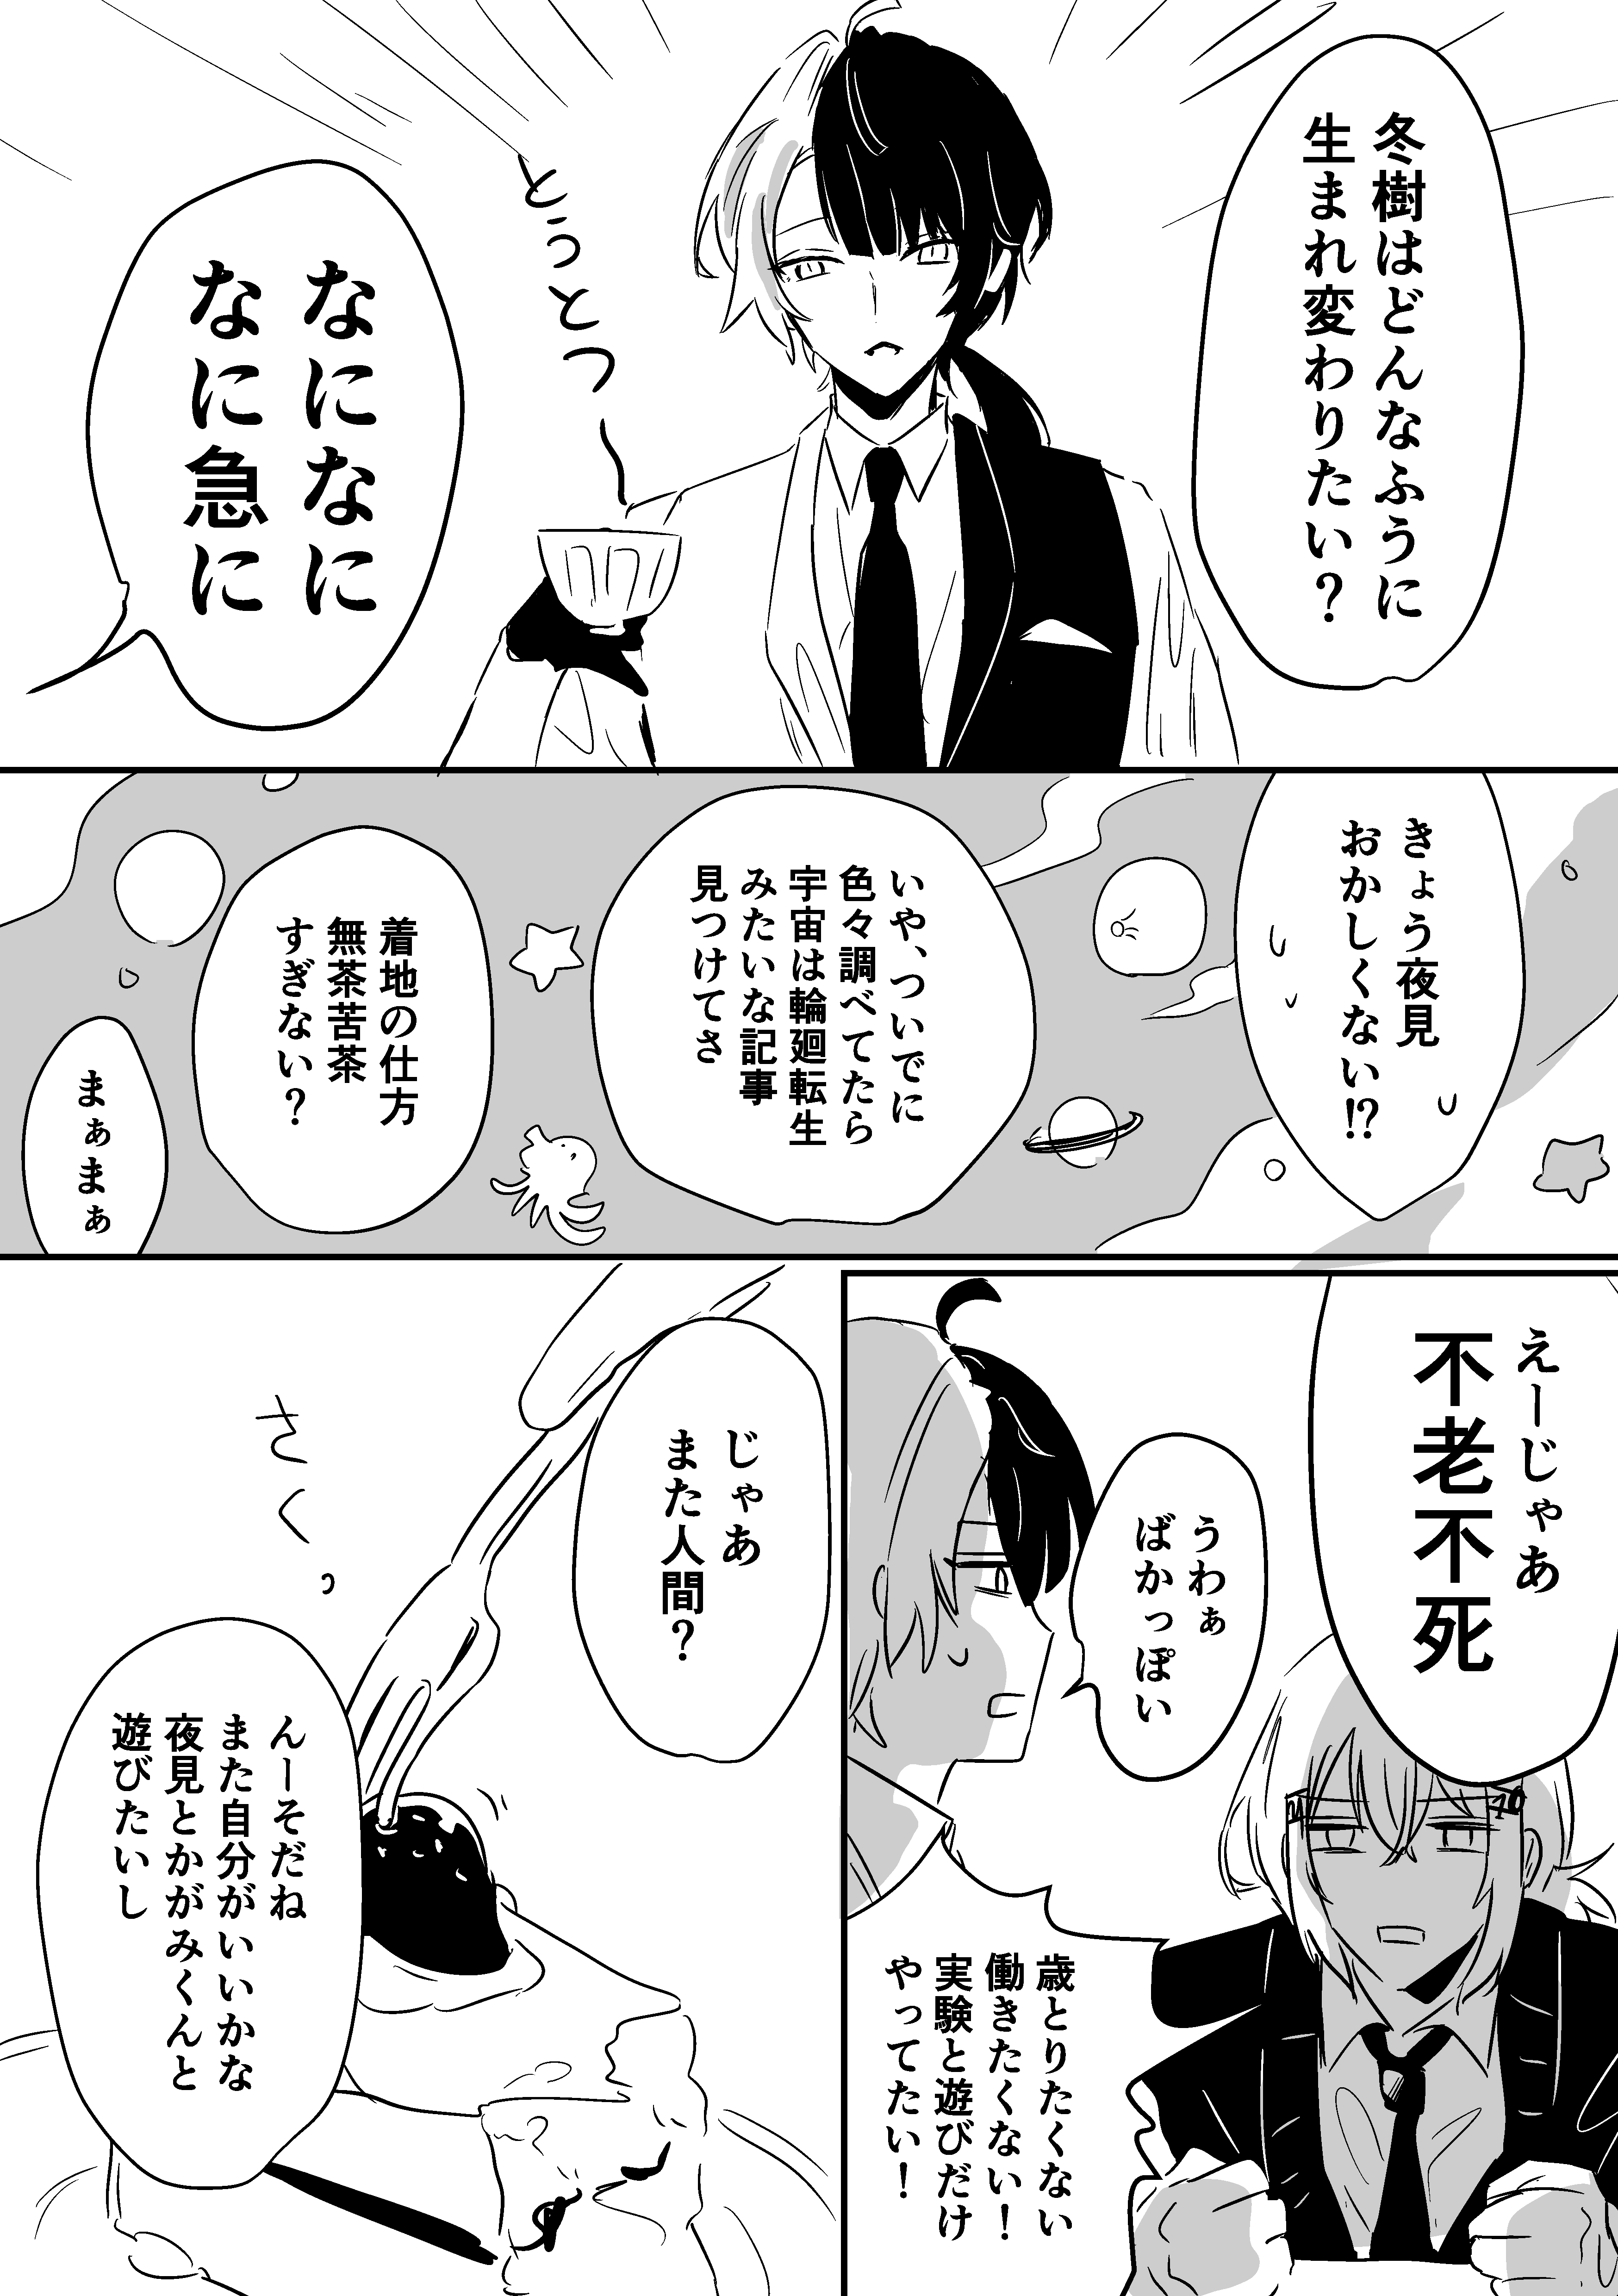 冬樹はどんなふうに
生まれ変わりたい？
とうとつ
なになに
なに急に
きょう夜見
おかしくない⁉
いや、ついでに
色々調べてたら
宇宙は輪廻転生
みたいな記事
見つけてさ
着地の仕方
無茶苦茶
すぎない？
まぁまぁ
えーじゃあ
不老不死
うわぁ
ばかっぽい
歳とりたくない
働きたくない！
実験と遊びだけ
やってたい！
じゃあ
また人間？
さくっ
んーそだね
また自分がいいかな
夜見とかがみくんと
遊びたいし